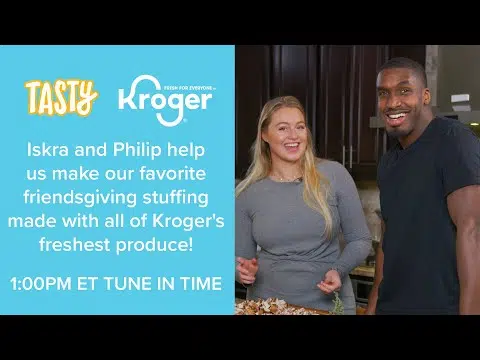 TASTY
FRESH FOR EVERYONE™
Kroger®
Iskra and Philip help
us make our favorite
friendsgiving stuffing
made with all of Kroger's
freshest produce!
1:00PM ET TUNE IN TIME